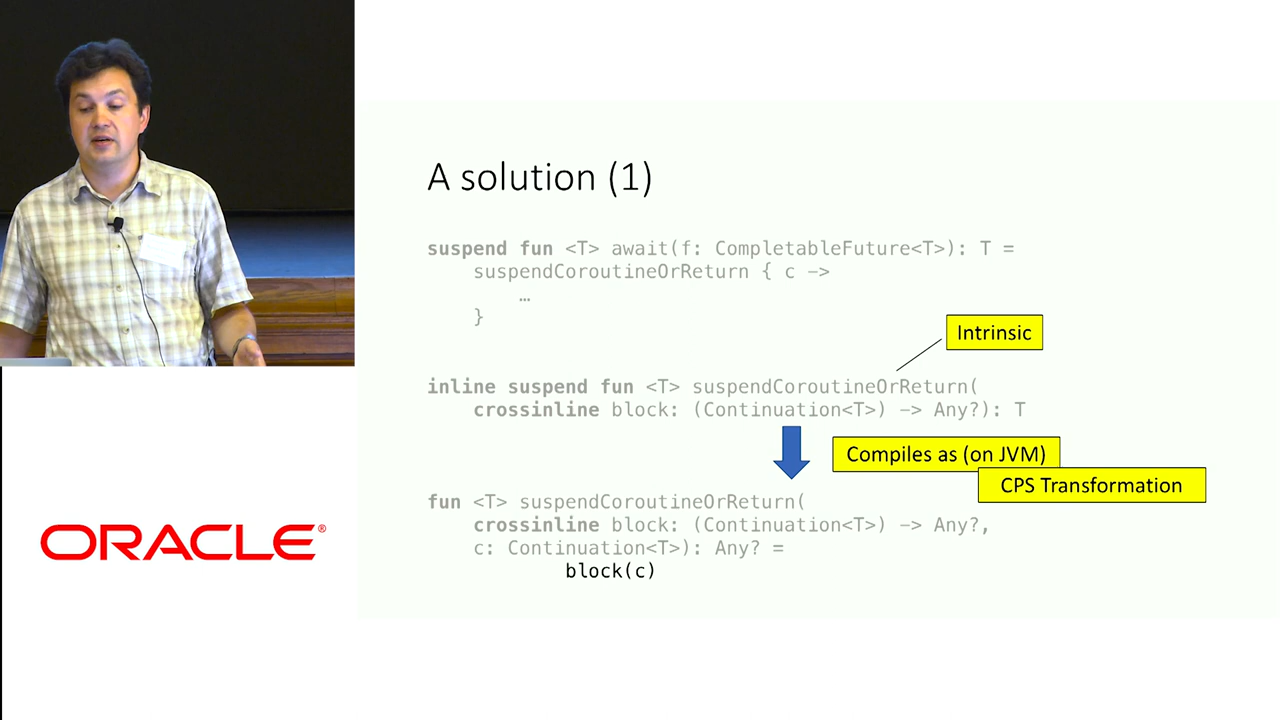 A solution (1)
suspend fun <T> await(f: CompletableFuture<T>): T =
suspendCoroutineOrReturn { c ->
…
}
Intrinsic
inline suspend fun <T> suspendCoroutineOrReturn(
crossinline block: (Continuation<T>) -> Any?): T
Compiles as (on JVM)
CPS Transformation
fun <T> suspendCoroutineOrReturn(
crossinline block: (Continuation<T>) -> Any?,
c: Continuation<T>): Any? =
block(c)
ORACLE®